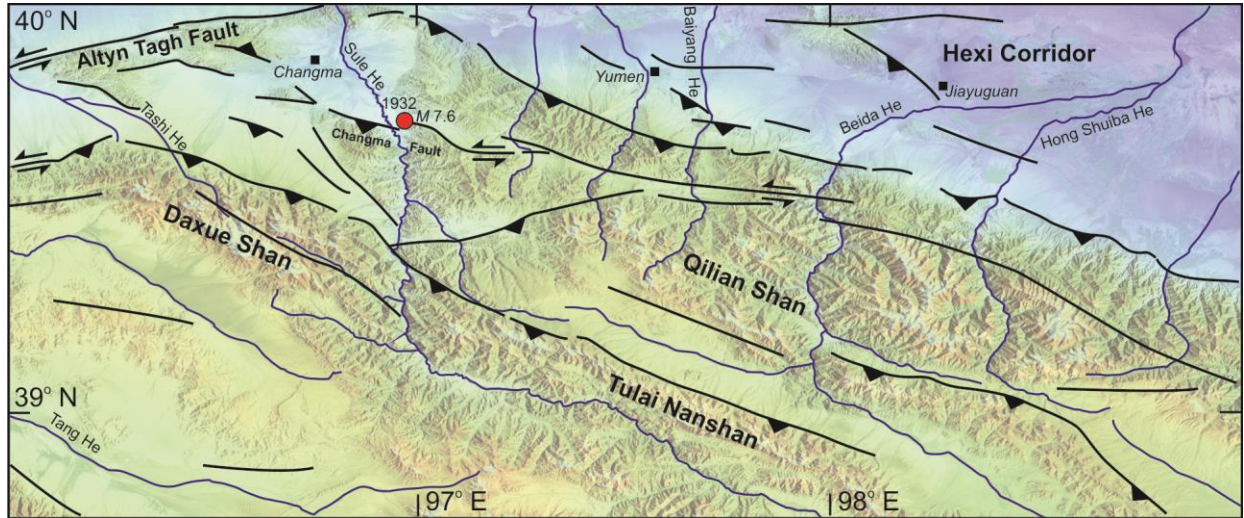 40° N
Altyn Tagh Fault
Changma
Sule He
1932
M 7.6
Changma Fault
Yumen
Baiyang He
Hexi Corridor
Jiayuguan
Beida He
Hong Shuiba He
Tashi He
Daxue Shan
Qilian Shan
Tulai Nanshan
39° N
Tang He
97° E
98° E